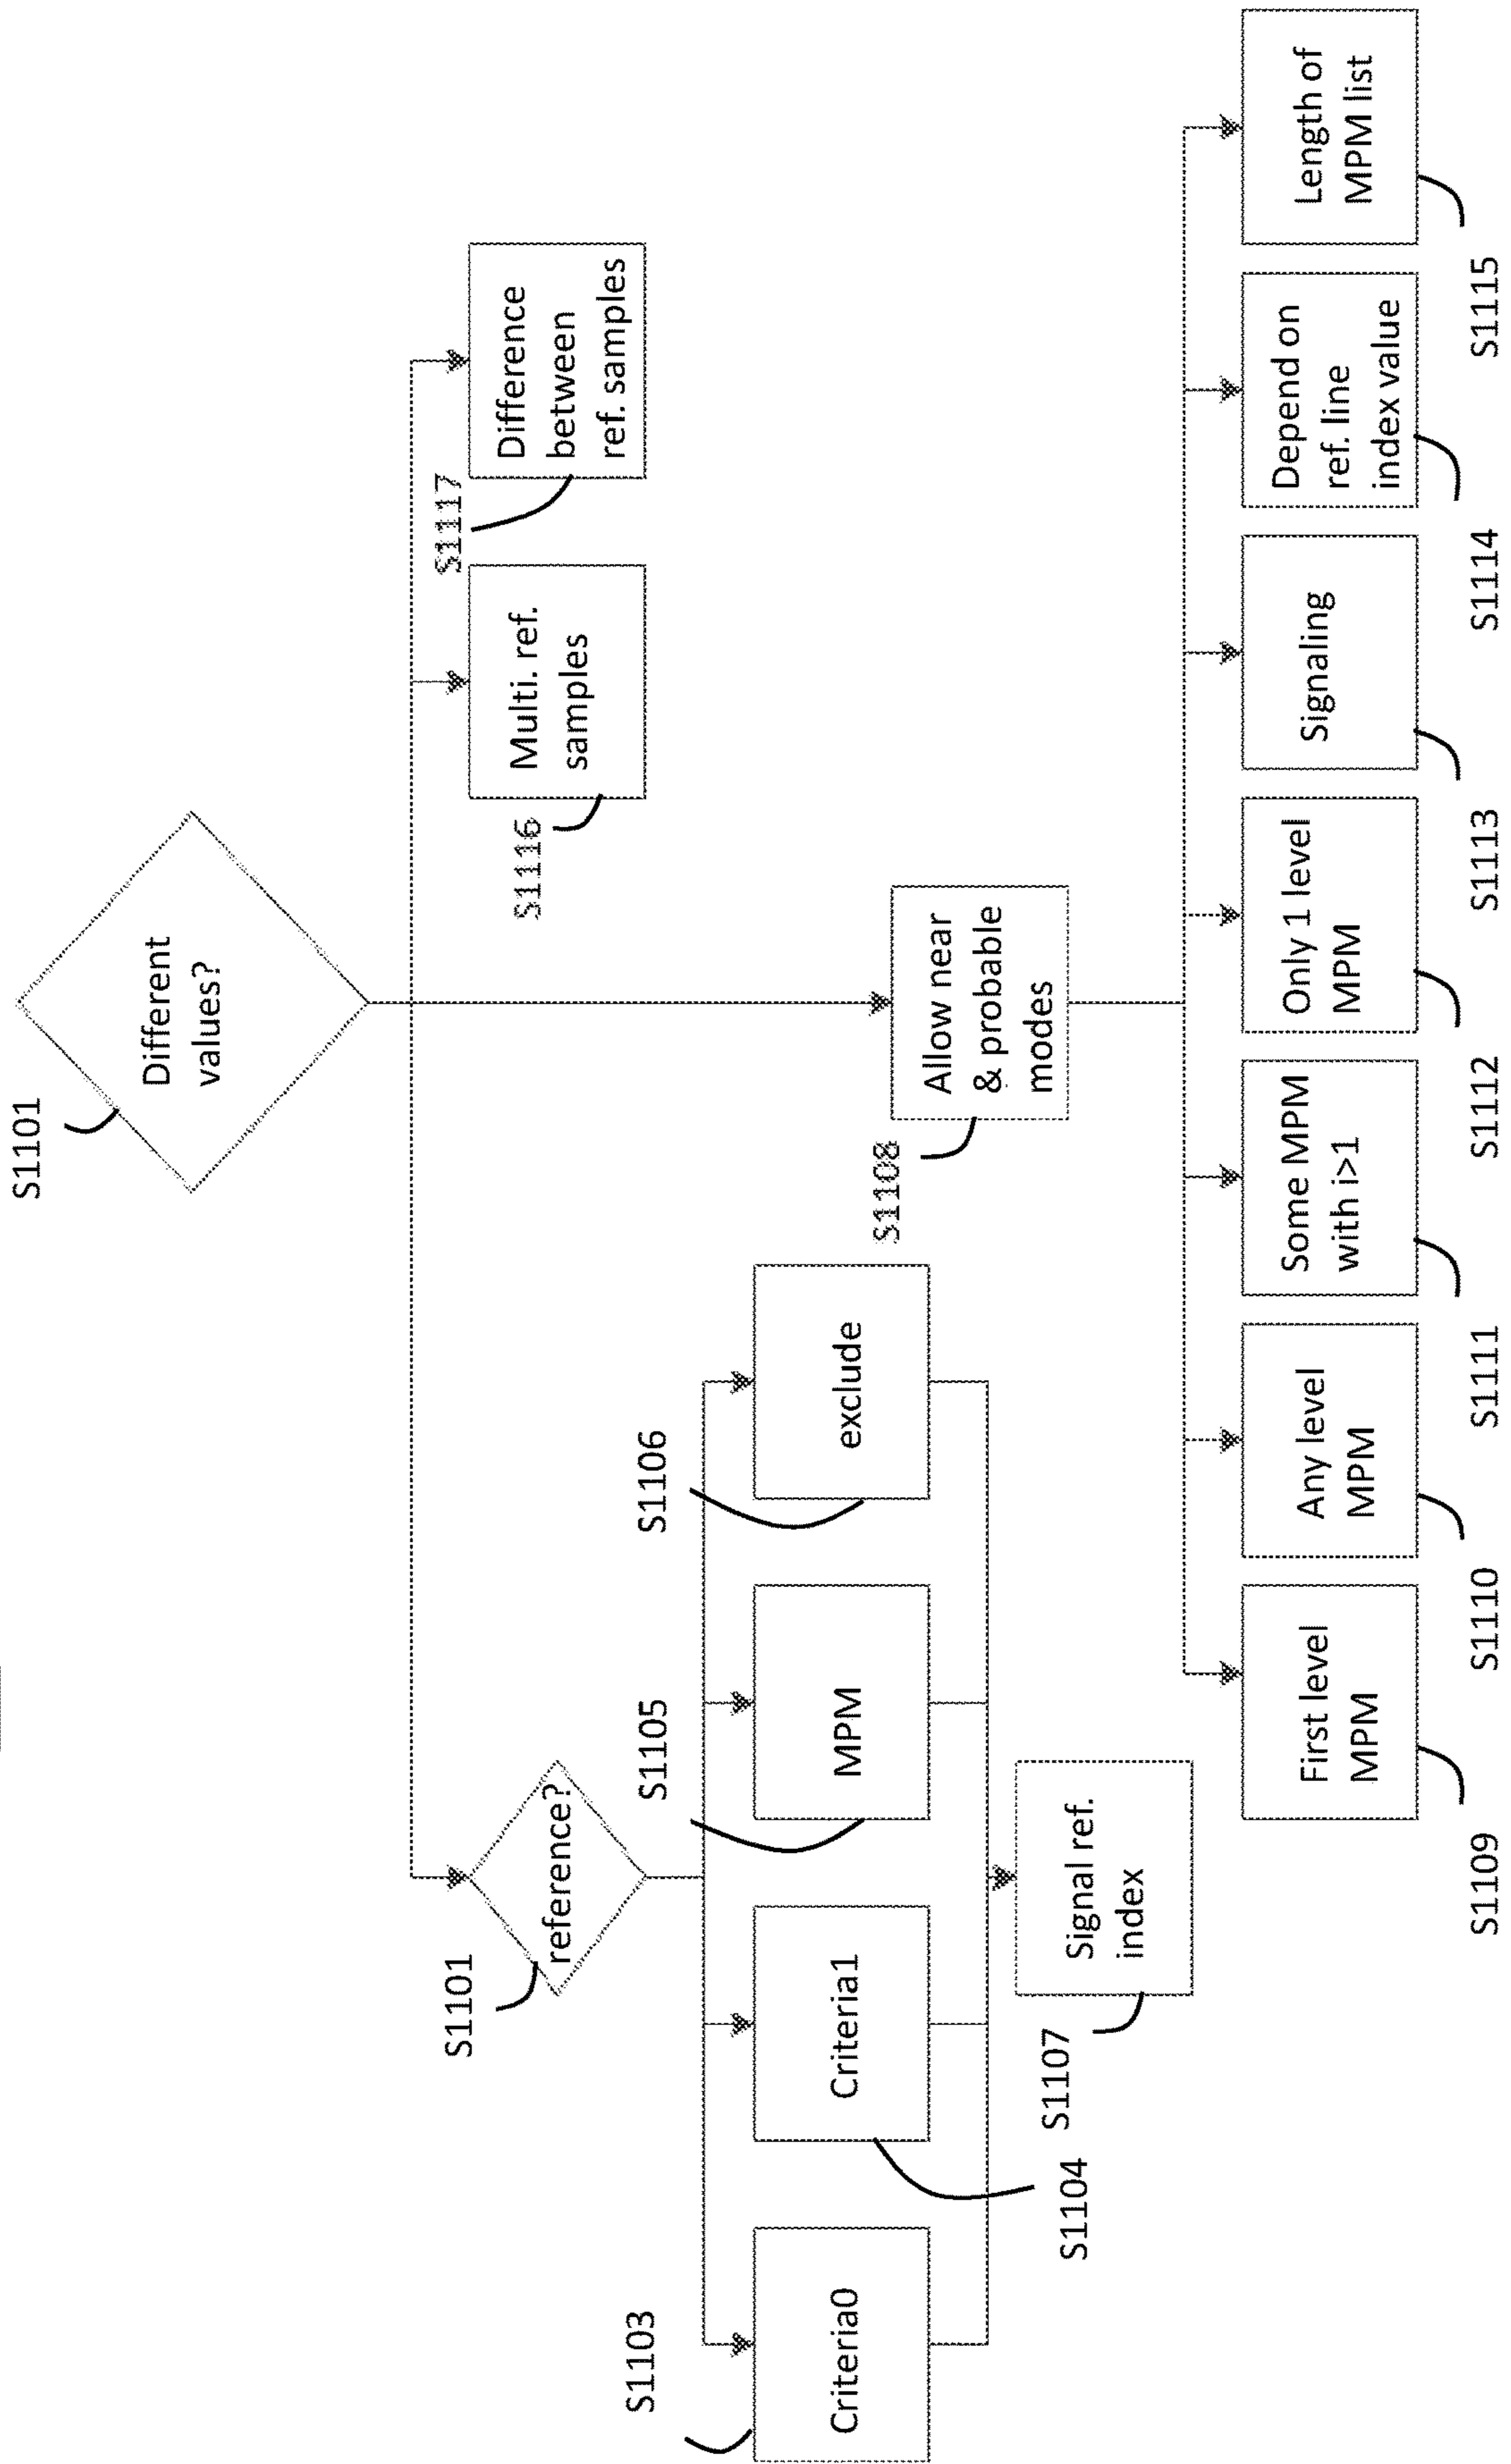 S1101
Different
values?
S1101
reference?
S1116
Multi. ref.
samples
S1117
Difference
between
ref. samples
S1103
Criteria0
S1104
Criteria1
S1105
MPM
S1106
exclude
S1107
Signal ref.
index
S1108
Allow near
& probable
modes
First level
MPM
S1109
Any level
MPM
S1110
Some MPM
with i>1
S1111
Only 1 level
MPM
S1112
Signaling
S1113
Depend on
ref. line
index value
S1114
Length of
MPM list
S1115